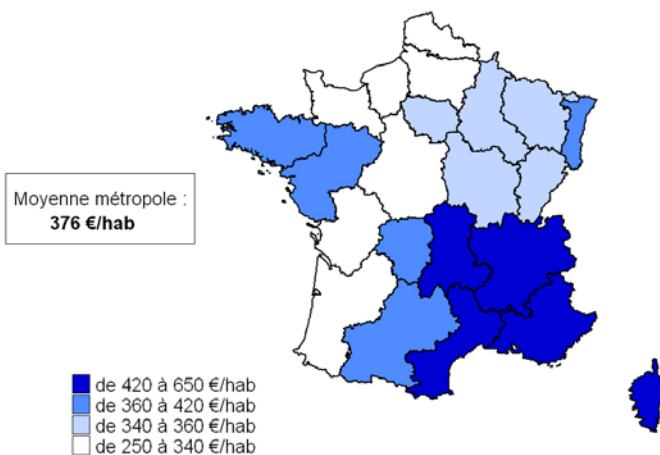 Moyenne métropole :
376 €/hab
de 420 à 650 €/hab
de 360 à 420 €/hab
de 340 à 360 €/hab
de 250 à 340 €/hab